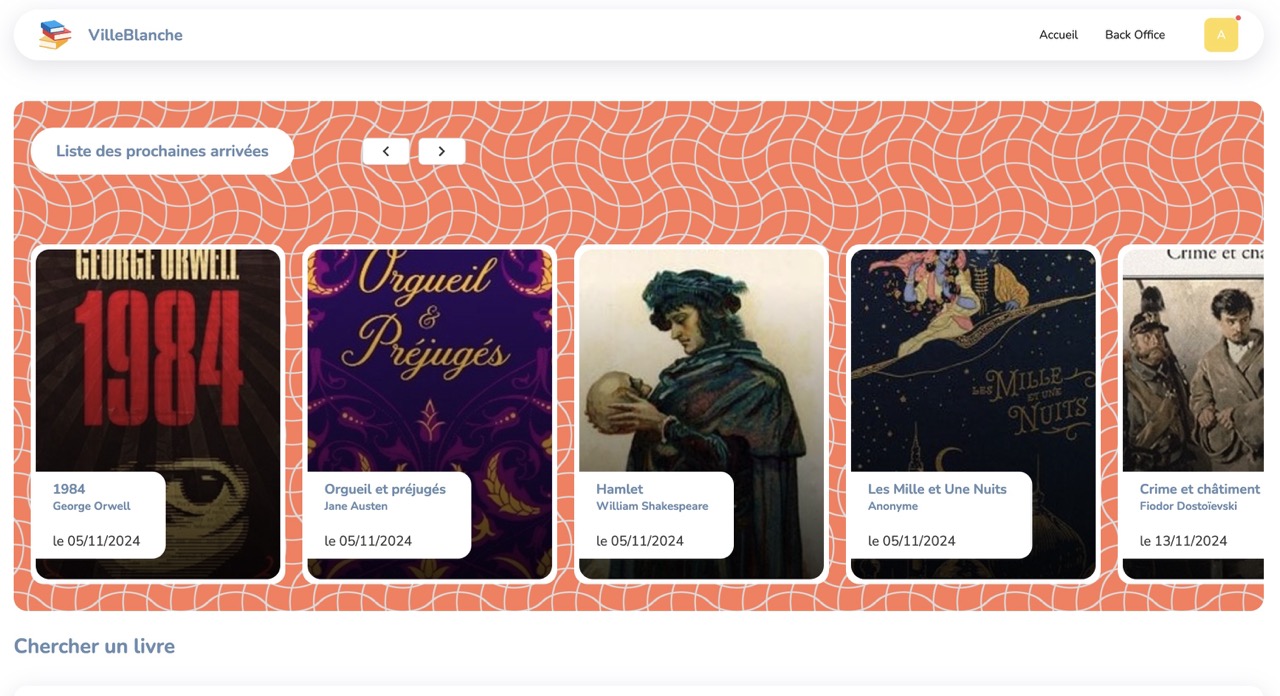 VilleBlanche
Accueil
Back Office
A
Liste des prochaines arrivées
GEORGE ORWELL
1984
1984
George Orwell
le 05/11/2024
Orgueil
&
Préjugés
Orgueil et préjugés
Jane Austen
le 05/11/2024
Hamlet
William Shakespeare
le 05/11/2024
LES MILLE
ET UNE
NUITS
Les Mille et Une Nuits
Anonyme
le 05/11/2024
Crime et châ
Crime et châtiment
Fiodor Dostoïevski
le 13/11/2024
Chercher un livre